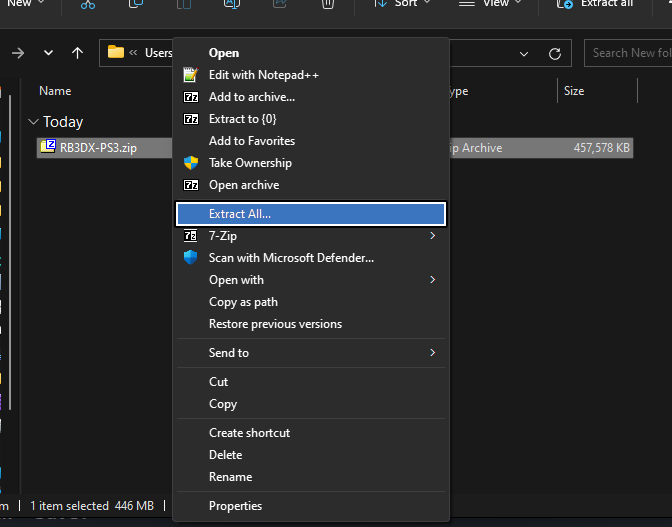 New
Sort
View
Extract all
Users
Search New fol
Name
ype
Size
Today
RB3DX-PS3.zip
ip Archive
457,578 KB
Open
Edit with Notepad++
Add to archive...
Extract to {0}
Add to Favorites
Take Ownership
Open archive
Extract All...
7-Zip
Scan with Microsoft Defender...
Open with
Copy as path
Restore previous versions
Send to
Cut
Copy
Create shortcut
Delete
Rename
Properties
m
1 item selected 446 MB